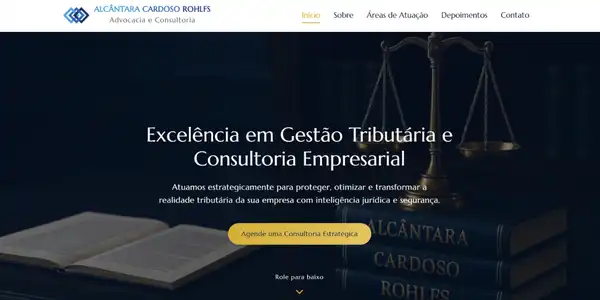 ALCÂNTARA CARDOSO ROHLFS
Advocacia e Consultoria
Início Sobre Áreas de Atuação Depoimentos Contato
Excelência em Gestão Tributária e
Consultoria Empresarial
Atuamos estrategicamente para proteger, otimizar e transformar a
realidade tributária da sua empresa com inteligência jurídica e segurança.
Agende uma Consultoria Estratégica
Role para baixo
ALCÂNTARA
CARDOSO
ROHLFS